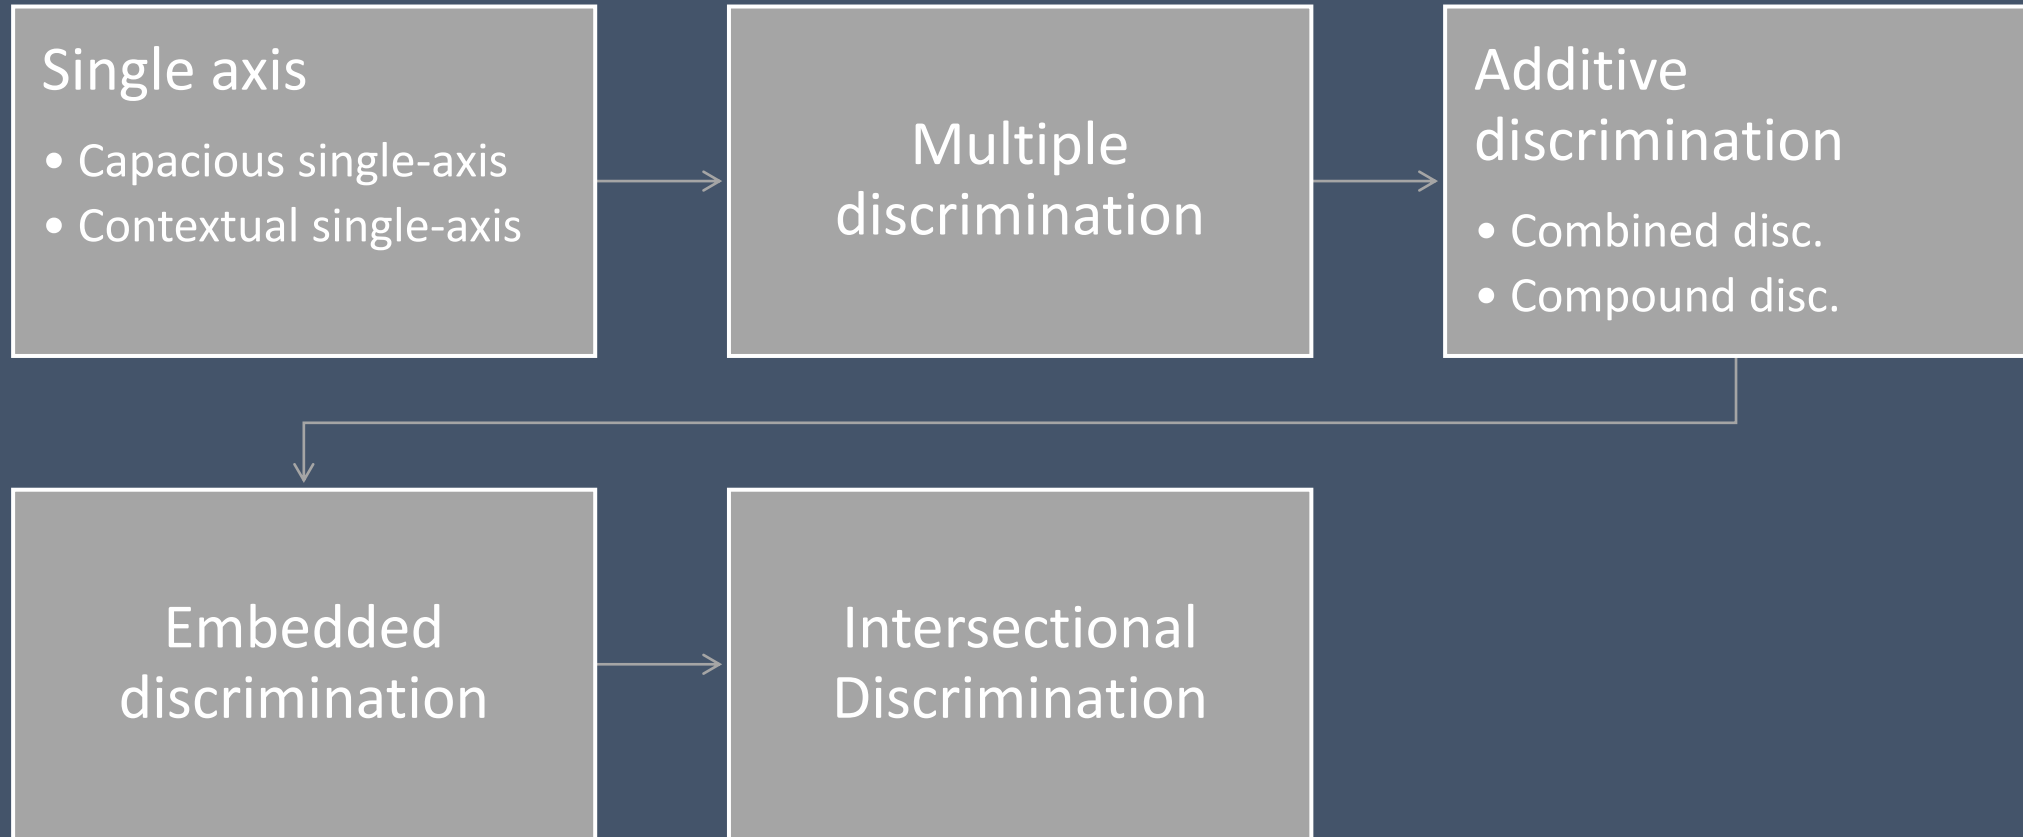 Single axis
• Capacious single-axis
• Contextual single-axis
Multiple
discrimination
Additive
discrimination
• Combined disc.
• Compound disc.
Embedded
discrimination
Intersectional
Discrimination